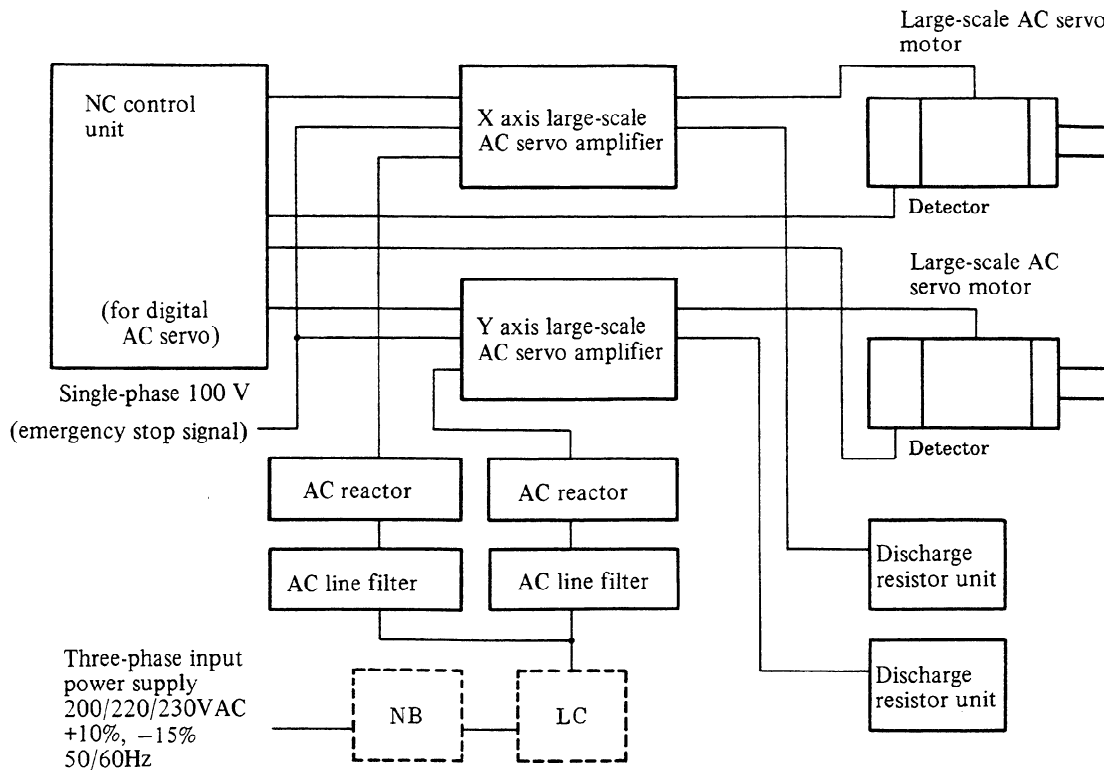 Large-scale AC servo
motor
NC control
unit
X axis large-scale
AC servo amplifier
Detector
Large-scale AC
servo motor
(for digital
AC servo)
Y axis large-scale
AC servo amplifier
Single-phase 100 V
(emergency stop signal)
Detector
AC reactor
AC reactor
Discharge
resistor unit
AC line filter
AC line filter
Three-phase input
power supply
200/220/230VAC
+10%, −15%
50/60Hz
NB
LC
Discharge
resistor unit